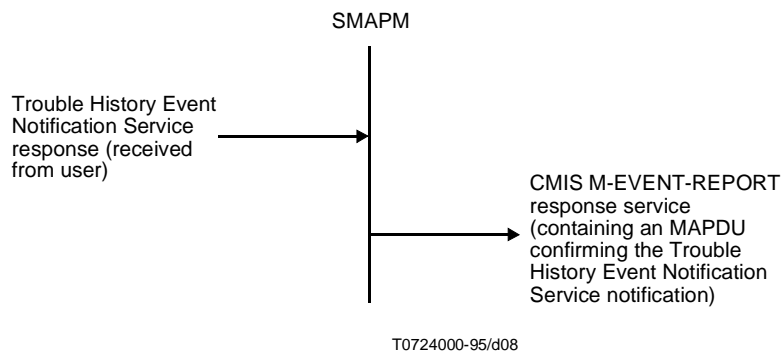 SMAPM
Trouble History Event
Notification Service
response (received
from user)
CMIS M-EVENT-REPORT
response service
(containing an MAPDU
confirming the Trouble
History Event Notification
Service notification)
T0724000-95/d08